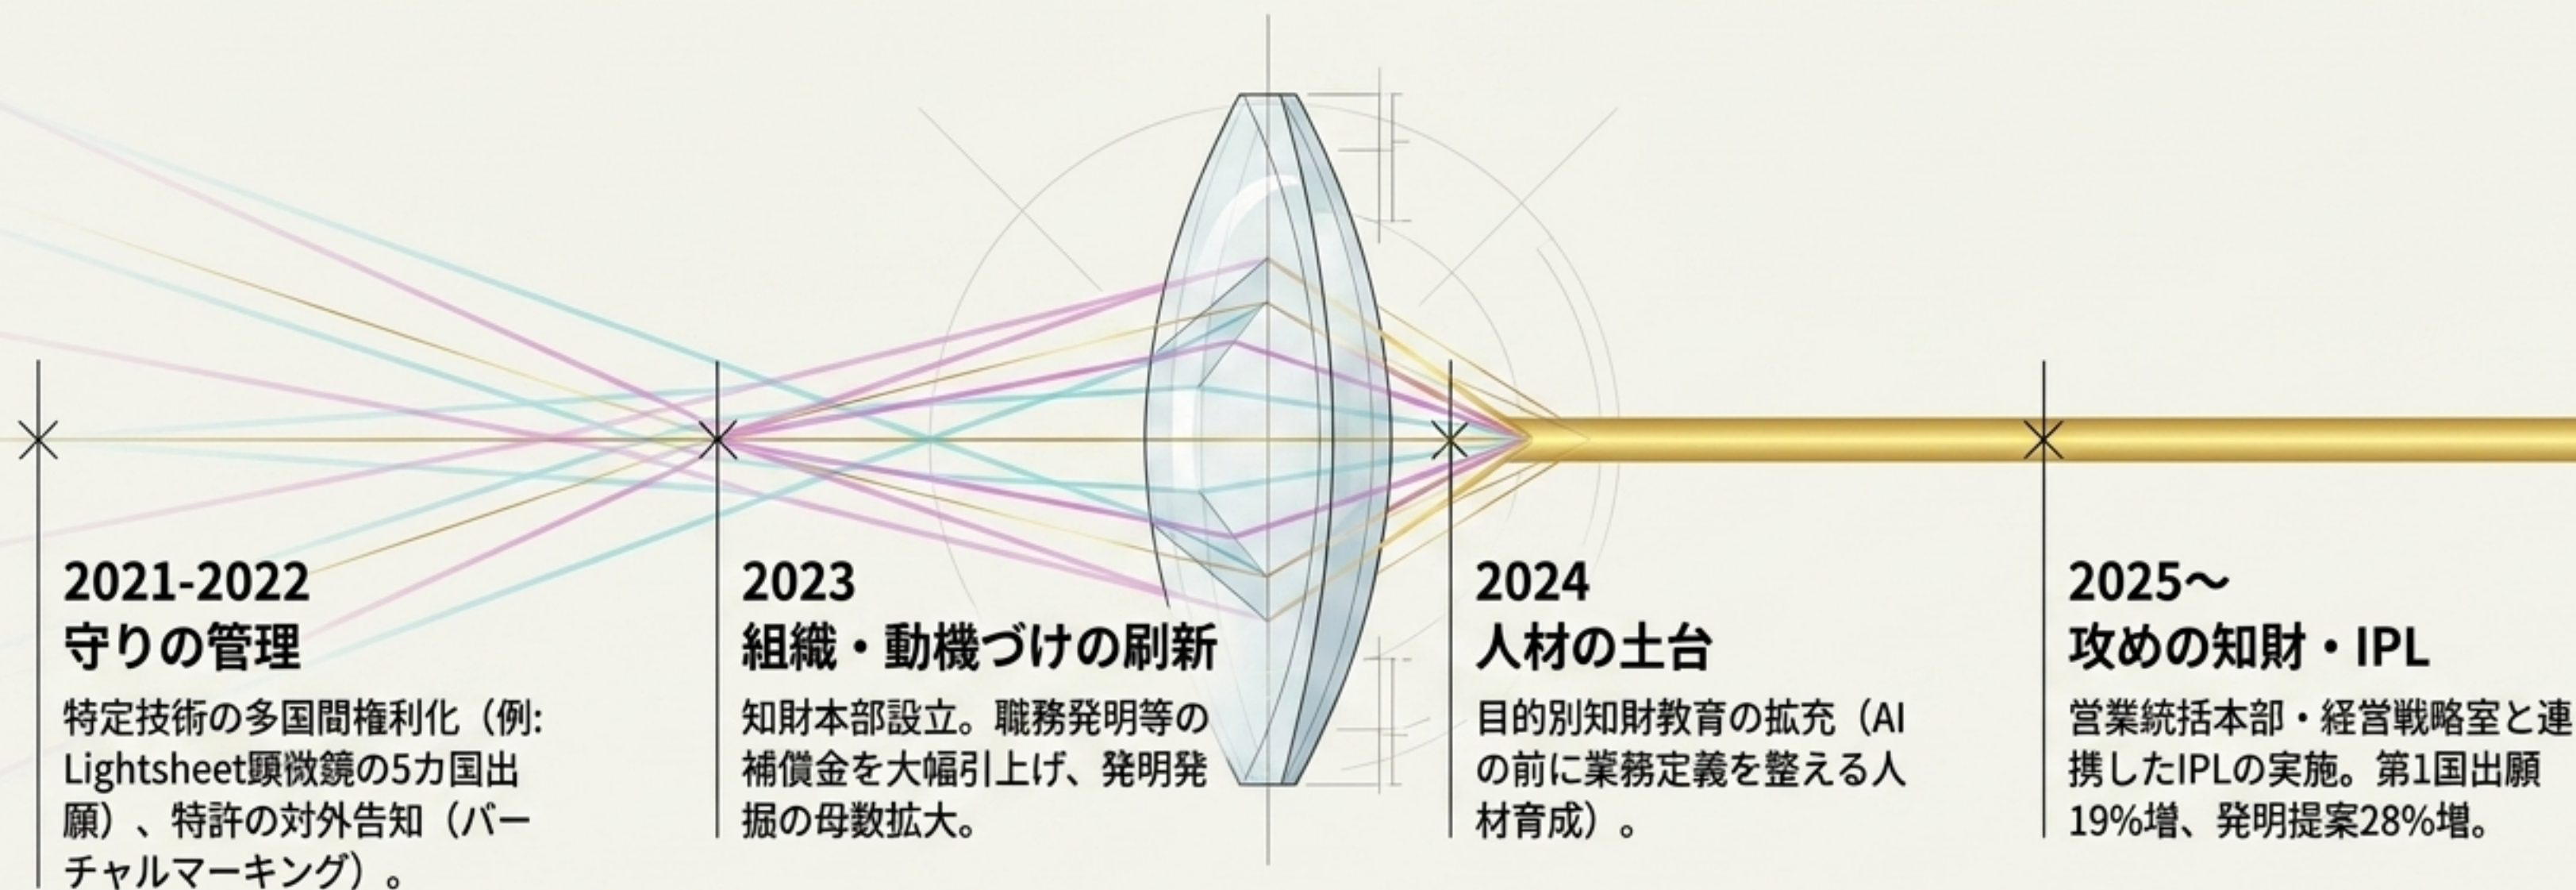 2021-2022
守りの管理
特定技術の多国間権利化（例:
Lightsheet顕微鏡の5カ国出
願）、特許の対外告知（バー
チャルマーキング）。
2023
組織・動機づけの刷新
知財本部設立。職務発明等の
補償金を大幅引上げ、発明発
掘の母数拡大。
2024
人材の土台
目的別知財教育の拡充（AI
の前に業務定義を整える人
材育成）。
2025〜
攻めの知財・IPL
営業統括本部・経営戦略室と連
携したIPLの実施。第1国出願
19%増、発明提案28%増。